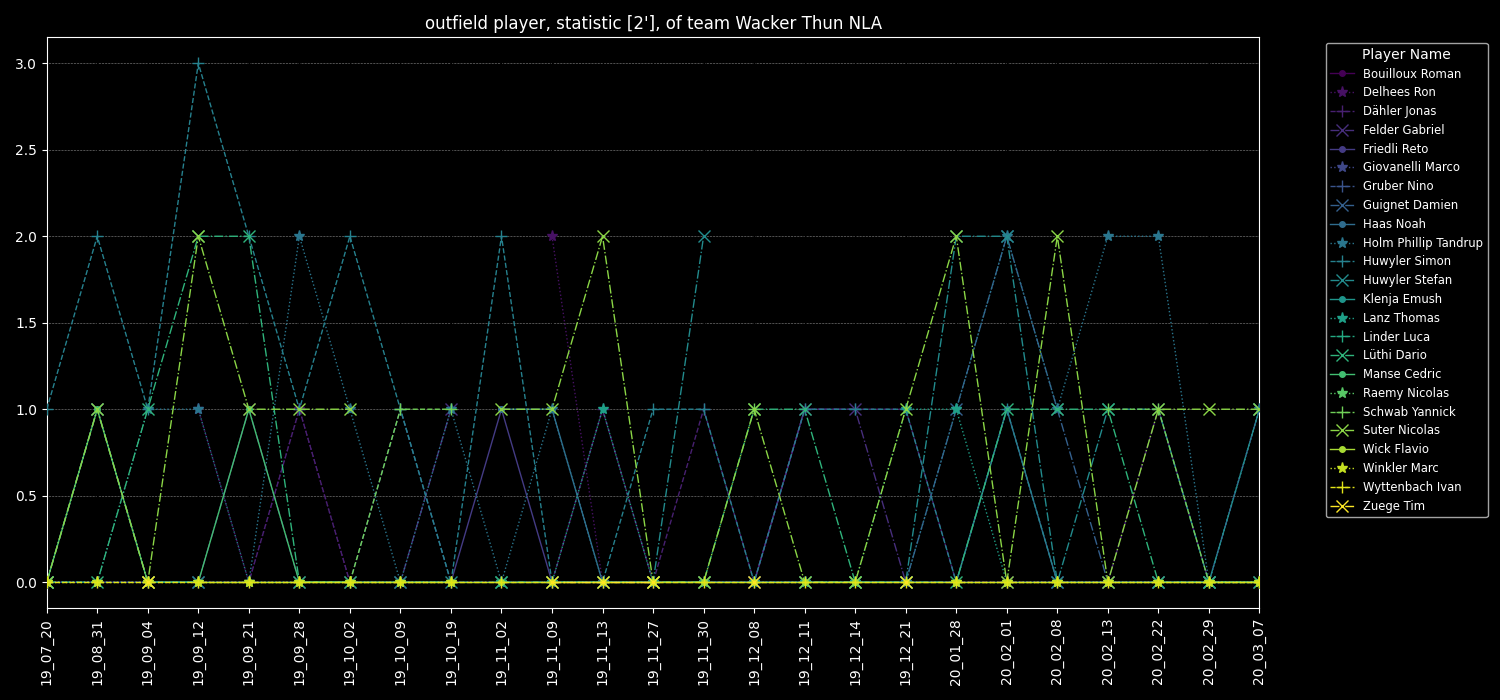 outfield player, statistic [2'], of team Wacker Thun NLA
3.0
2.5
2.0
1.5
1.0
0.5
0.0
19_07_20
19_08_31
19_09_04
19_09_12
19_09_21
19_09_28
19_10_02
19_10_09
19_10_19
19_11_02
19_11_09
19_11_13
19_11_27
19_11_30
19_12_08
19_12_11
19_12_14
19_12_21
20_01_28
20_02_01
20_02_08
20_02_13
20_02_22
20_02_29
20_03_07
Player Name
Bouilloux Roman
Delhees Ron
Dähler Jonas
Felder Gabriel
Friedli Reto
Giovanelli Marco
Gruber Nino
Guignet Damien
Haas Noah
Holm Phillip Tandrup
Huwyler Simon
Huwyler Stefan
Klenja Emush
Lanz Thomas
Linder Luca
Lüthi Dario
Manse Cedric
Raemy Nicolas
Schwab Yannick
Suter Nicolas
Wick Flavio
Winkler Marc
Wyttenbach Ivan
Zuege Tim